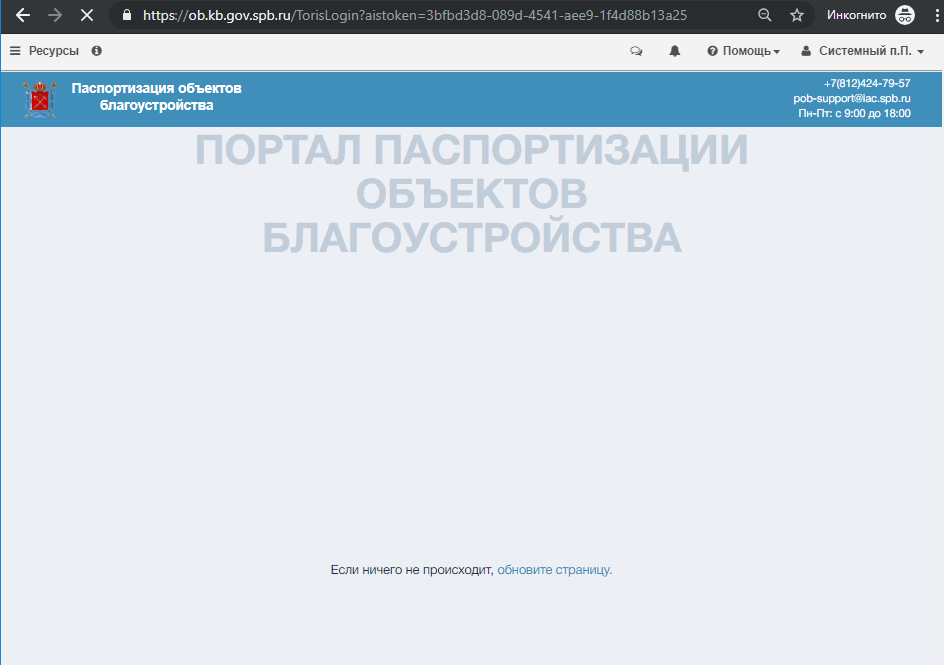 https://ob.kb.gov.spb.ru/TorisLogin?aistoken=3bfbd3d8-089d-4541-aee9-1f4d88b13a25 Инкогнито
Ресурсы Помощь Системный п.П.
Паспортизация объектов
благоустройства
+7(812)424-79-57
pob-support@iac.spb.ru
Пн-Пт: с 9:00 до 18:00
ПОРТАЛ ПАСПОРТИЗАЦИИ
ОБЪЕКТОВ
БЛАГОУСТРОЙСТВА
Если ничего не происходит, обновите страницу.